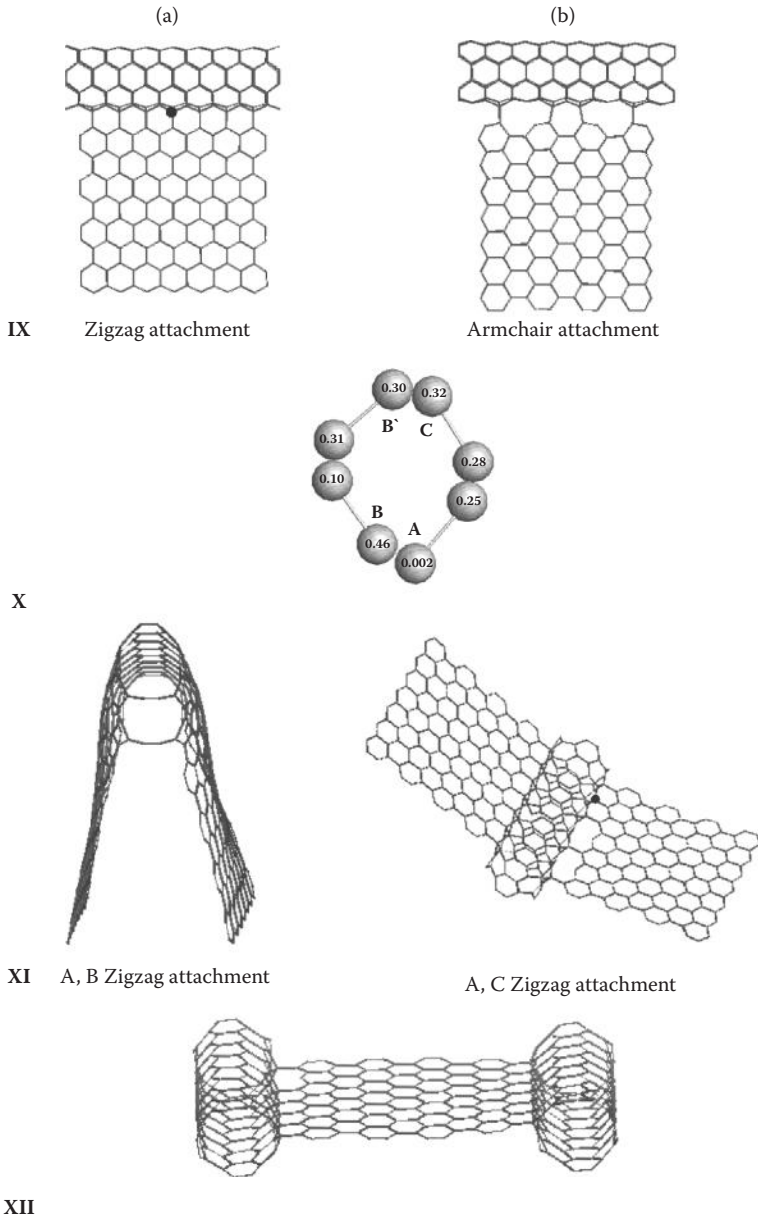 (a) (b)
IX Zigzag attachment Armchair attachment
0.30 0.32
B` C
0.31
0.28
0.10
0.25
B A
0.46
0.002
X
XI A, B Zigzag attachment A, C Zigzag attachment
XII